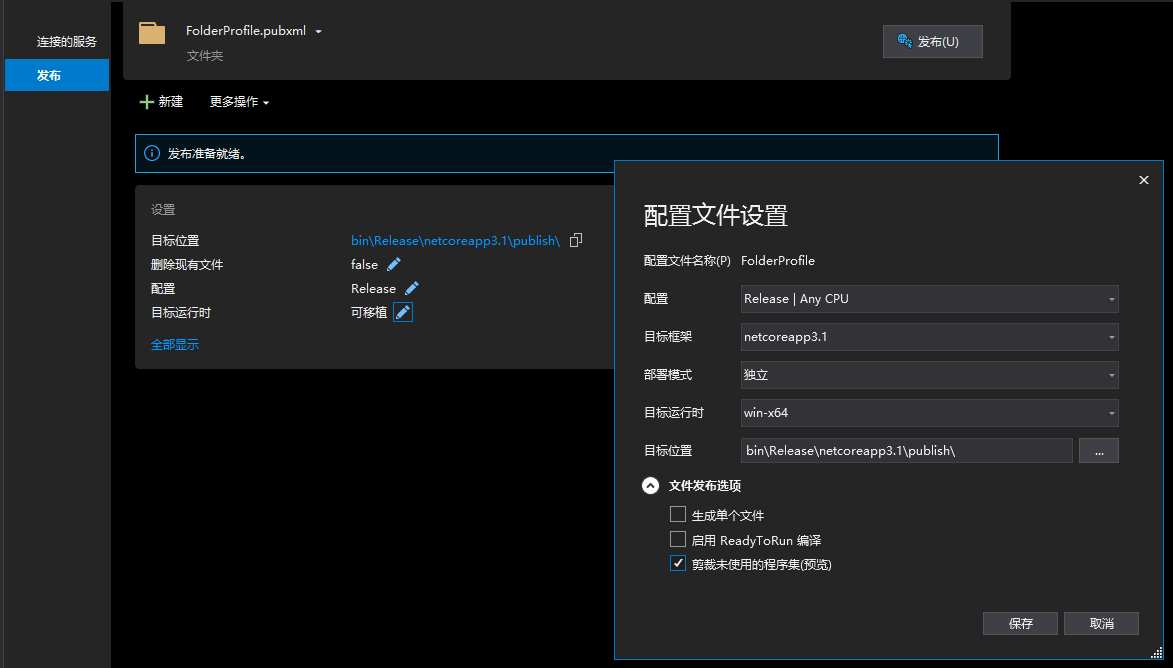 连接的服务
发布
FolderProfile.pubxml
文件夹
发布(U)
新建
更多操作
发布准备就绪。
设置
目标位置
bin\Release\netcoreapp3.1\publish\
删除现有文件
false
配置
Release
目标运行时
可移植
全部显示
配置文件设置
配置文件名称(P) FolderProfile
配置
Release | Any CPU
目标框架
netcoreapp3.1
部署模式
独立
目标运行时
win-x64
目标位置
bin\Release\netcoreapp3.1\publish\
...
文件发布选项
生成单个文件
启用 ReadyToRun 编译
剪裁未使用的程序集(预览)
保存
取消